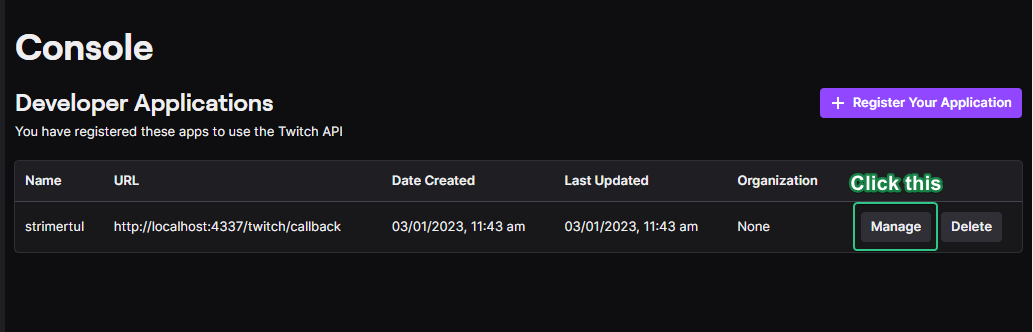 Console
Developer Applications
+ Register Your Application
You have registered these apps to use the Twitch API
Name URL Date Created Last Updated Organization Click this
strimertul http://localhost:4337/twitch/callback 03/01/2023, 11:43 am 03/01/2023, 11:43 am None Manage Delete